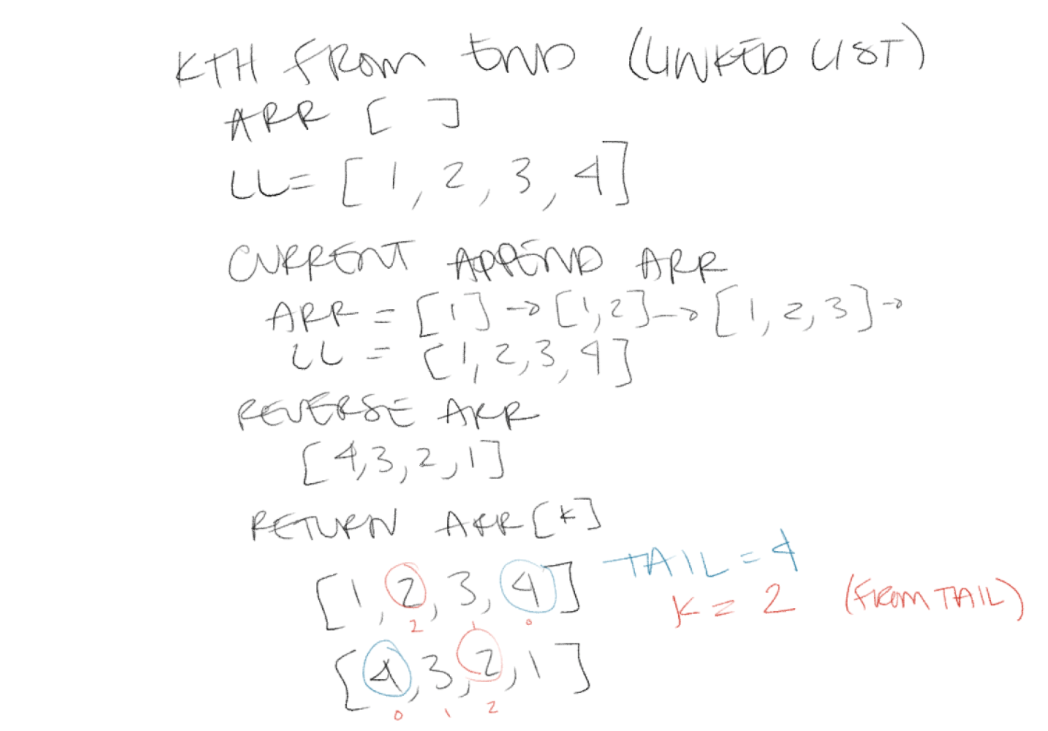 KTH FROM END (LINKED LIST)
ARR [ ]
LL= [ 1, 2, 3, 4]
CURRENT APPEND ARR
ARR = [1] → [1,2] → [1, 2, 3] →
LL = [1, 2, 3, 4]
REVERSE ARR
[4,3,2,1]
RETURN ARR[K]
TAIL = 4
[1, 2, 3, 4]
K = 2 (FROM TAIL)
2 1 0
[4, 3, 2, 1]
0 1 2